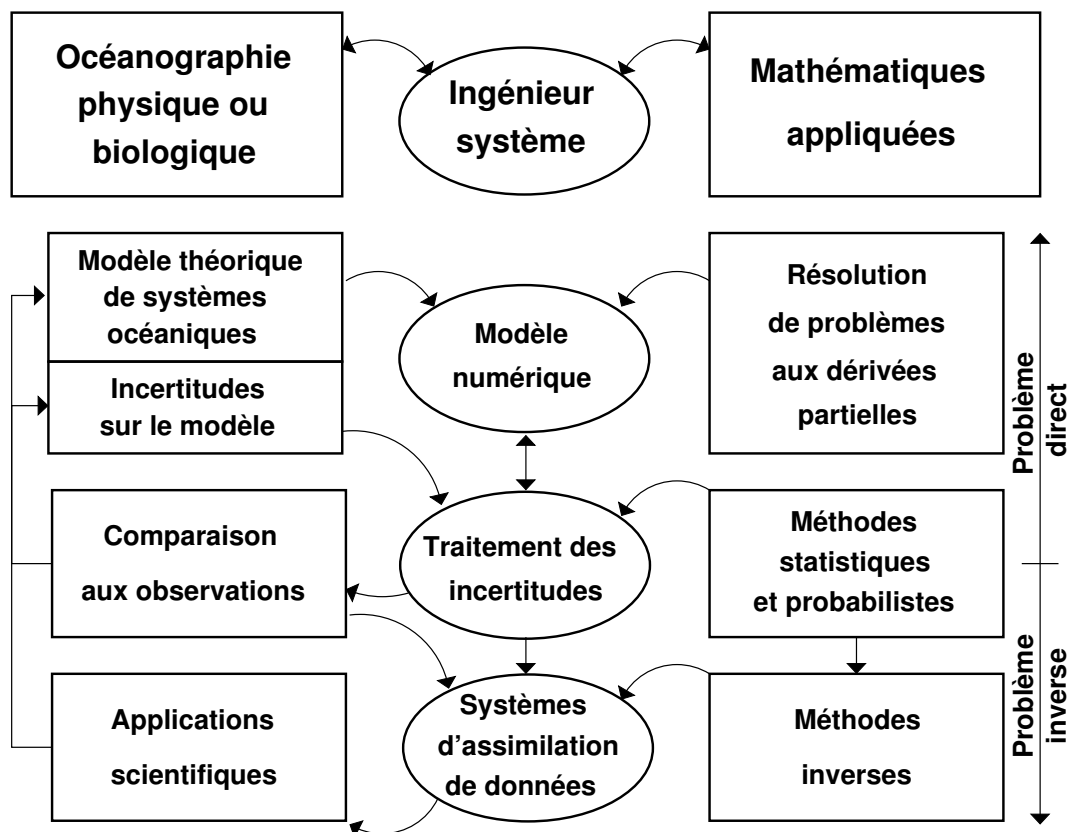 Océanographie
physique ou
biologique
Ingénieur
système
Mathématiques
appliquées
Modèle théorique
de systèmes
océaniques
Incertitudes
sur le modèle
Modèle
numérique
Résolution
de problèmes
aux dérivées
partielles
Problème
direct
Comparaison
aux observations
Traitement des
incertitudes
Méthodes
statistiques
et probabilistes
Applications
scientifiques
Systèmes
d'assimilation
de données
Méthodes
inverses
Problème
inverse